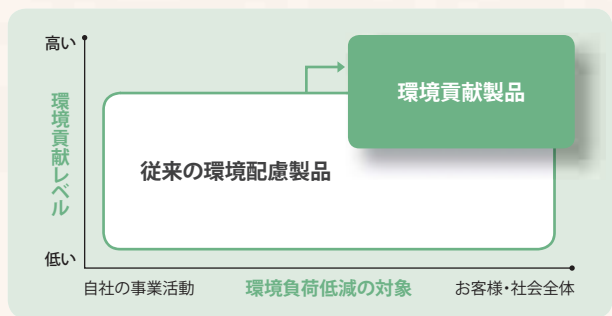 高い
環境貢献製品
環境貢献レベル
従来の環境配慮製品
低い
自社の事業活動
環境負荷低減の対象
お客様・社会全体